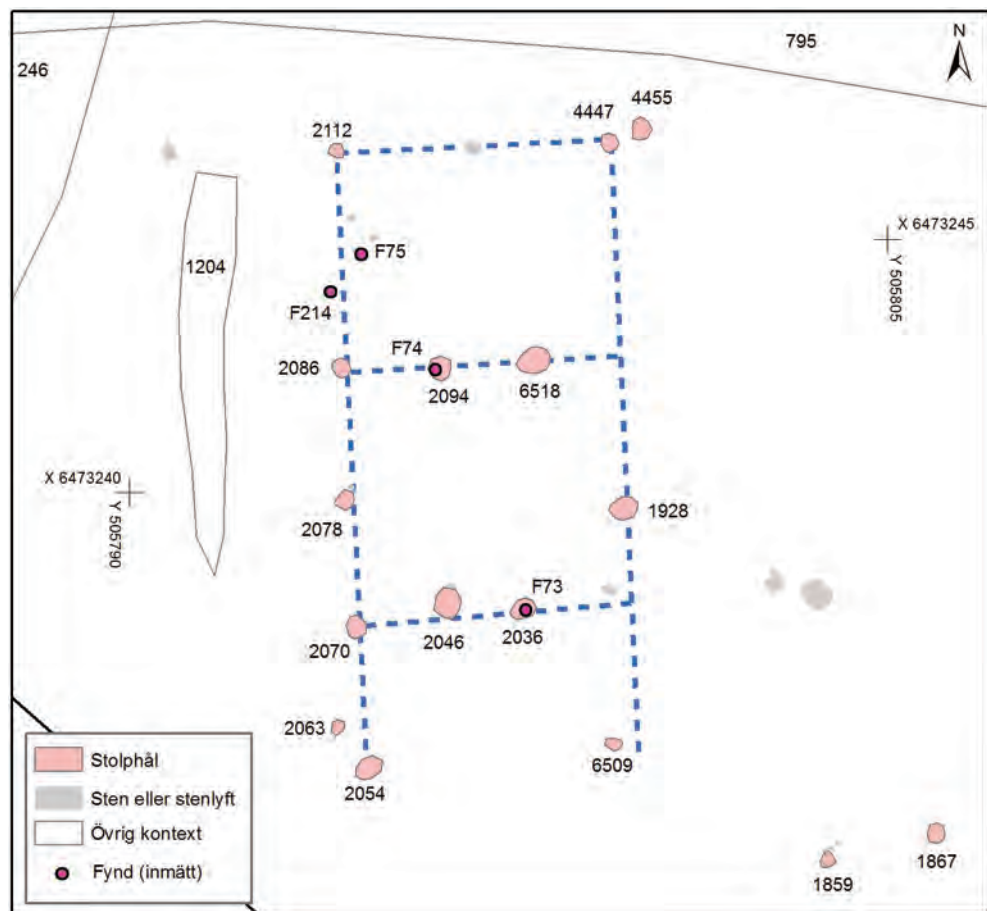 N
795
246
4455
4447
2112
X 6473245
Y 505805
F75
1204
F214
F74
2086
2094
6518
X 6473240
Y 505790
2078
1928
F73
2046
2036
2070
2063
6509
2054
1867
1859
Stolphål
Sten eller stenlyft
Övrig kontext
Fynd (inmätt)